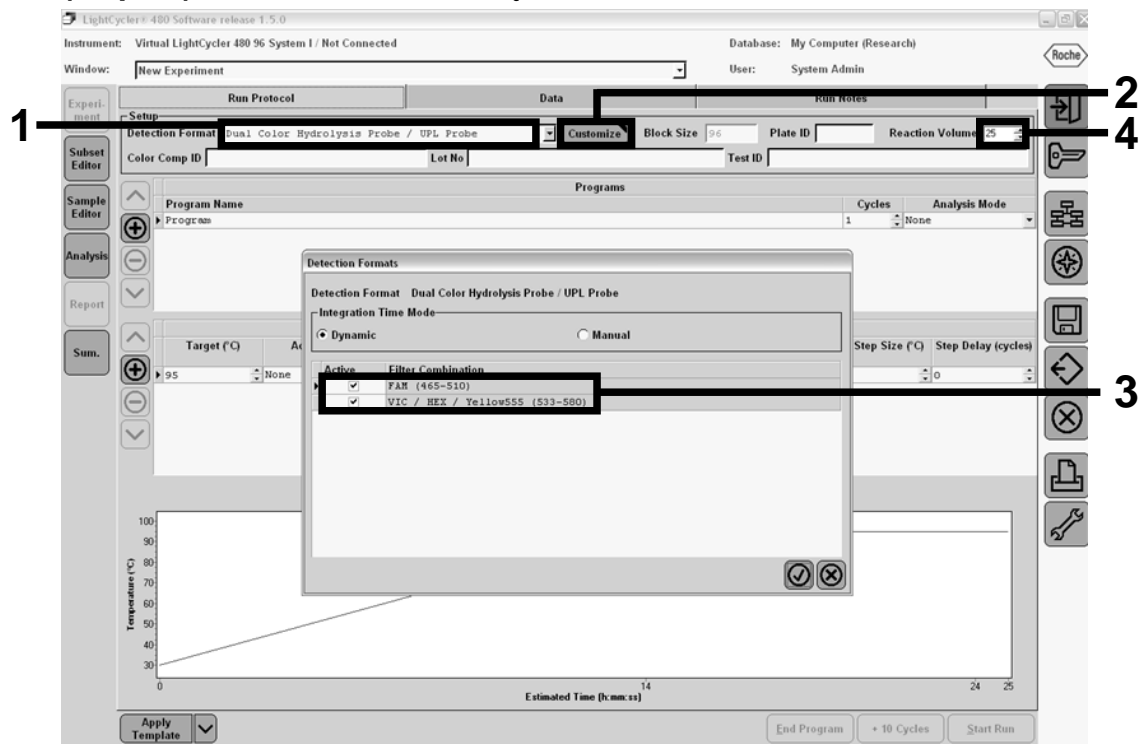 LightCycler® 480 Software release 1.5.0
Instrument: Virtual LightCycler 480 96 System I / Not Connected Database: My Computer (Research)
Window: New Experiment User: System Admin
Roche
Experi-
ment
Subset
Editor
Sample
Editor
Analysis
Report
Sum.
Run Protocol Data Run Notes
Setup
Detection Format Dual Color Hydrolysis Probe / UPL Probe Customize Block Size 96 Plate ID Reaction Volume 25
Color Comp ID Lot No Test ID
1
2
4
Programs
Program Name Cycles Analysis Mode
Program 1 None
Detection Formats
Detection Format Dual Color Hydrolysis Probe / UPL Probe
Integration Time Mode
Dynamic Manual
Active Filter Combination
FAM (465-510)
VIC / HEX / Yellow555 (533-580)
3
Target (°C) Step Size (°C) Step Delay (cycles)
95 None 0
100
90
80
70
60
50
40
30
Temperature (°C)
0 14 24 25
Estimated Time (h:mm:ss)
Apply
Template
End Program + 10 Cycles Start Run